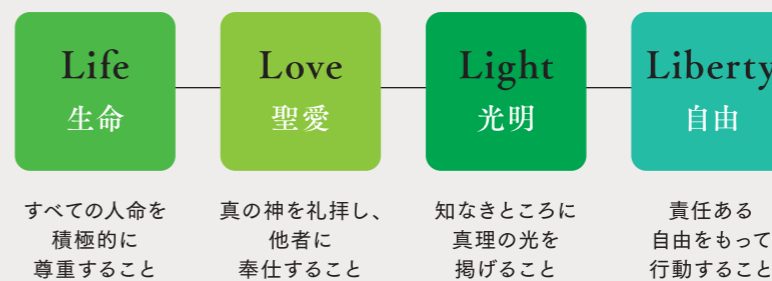 Life
生命
すべての人命を
積極的に
尊重すること
Love
聖愛
真の神を礼拝し、
他者に
奉仕すること
Light
光明
知なきところに
真理の光を
掲げること
Liberty
自由
責任ある
自由をもって
行動すること